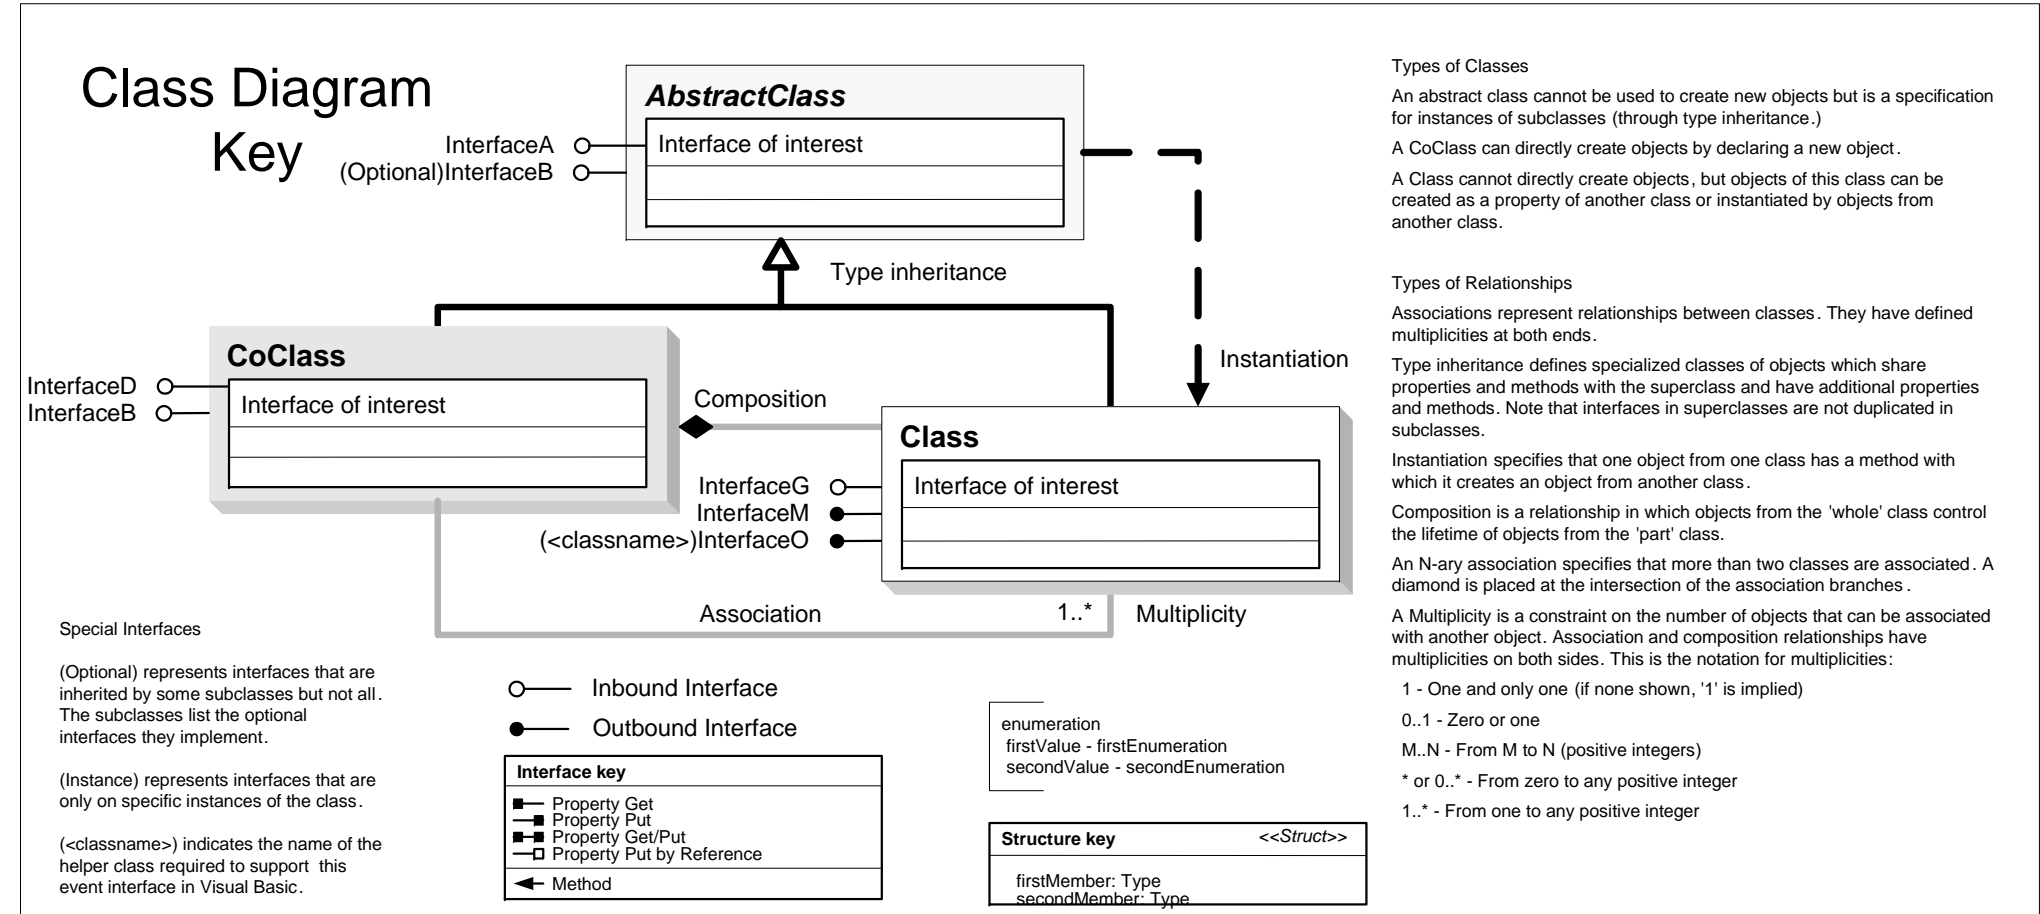 Class Diagram
Key
AbstractClass
Interface of interest
InterfaceA
(Optional)InterfaceB
Type inheritance
Instantiation
CoClass
Interface of interest
InterfaceD
InterfaceB
Composition
Class
Interface of interest
InterfaceG
InterfaceM
(<classname>)InterfaceO
Association
1..*
Multiplicity
Special Interfaces
(Optional) represents interfaces that are
inherited by some subclasses but not all.
The subclasses list the optional
interfaces they implement.
(Instance) represents interfaces that are
only on specific instances of the class.
(<classname>) indicates the name of the
helper class required to support this
event interface in Visual Basic.
Inbound Interface
Outbound Interface
Interface key
Property Get
Property Put
Property Get/Put
Property Put by Reference
Method
enumeration
firstValue - firstEnumeration
secondValue - secondEnumeration
Structure key
<<Struct>>
firstMember: Type
secondMember: Type
Types of Classes
An abstract class cannot be used to create new objects but is a specification
for instances of subclasses (through type inheritance.)
A CoClass can directly create objects by declaring a new object.
A Class cannot directly create objects, but objects of this class can be
created as a property of another class or instantiated by objects from
another class.
Types of Relationships
Associations represent relationships between classes. They have defined
multiplicities at both ends.
Type inheritance defines specialized classes of objects which share
properties and methods with the superclass and have additional properties
and methods. Note that interfaces in superclasses are not duplicated in
subclasses.
Instantiation specifies that one object from one class has a method with
which it creates an object from another class.
Composition is a relationship in which objects from the 'whole' class control
the lifetime of objects from the 'part' class.
An N-ary association specifies that more than two classes are associated. A
diamond is placed at the intersection of the association branches.
A Multiplicity is a constraint on the number of objects that can be associated
with another object. Association and composition relationships have
multiplicities on both sides. This is the notation for multiplicities:
1 - One and only one (if none shown, '1' is implied)
0..1 - Zero or one
M..N - From M to N (positive integers)
* or 0..* - From zero to any positive integer
1..* - From one to any positive integer